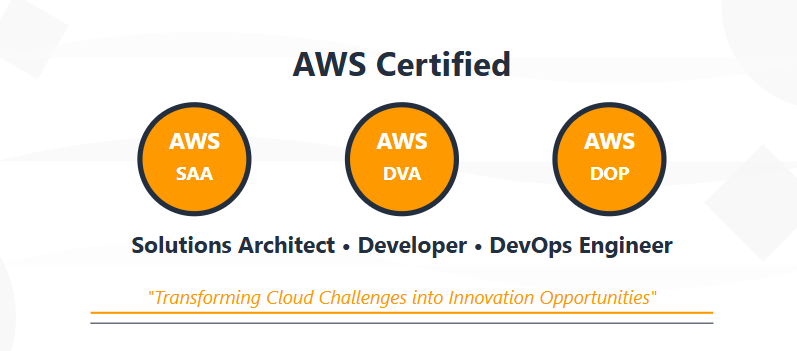 AWS Certified
AWS AWS AWS
SAA DVA DOP
Solutions Architect • Developer • DevOps Engineer
"Transforming Cloud Challenges into Innovation Opportunities"